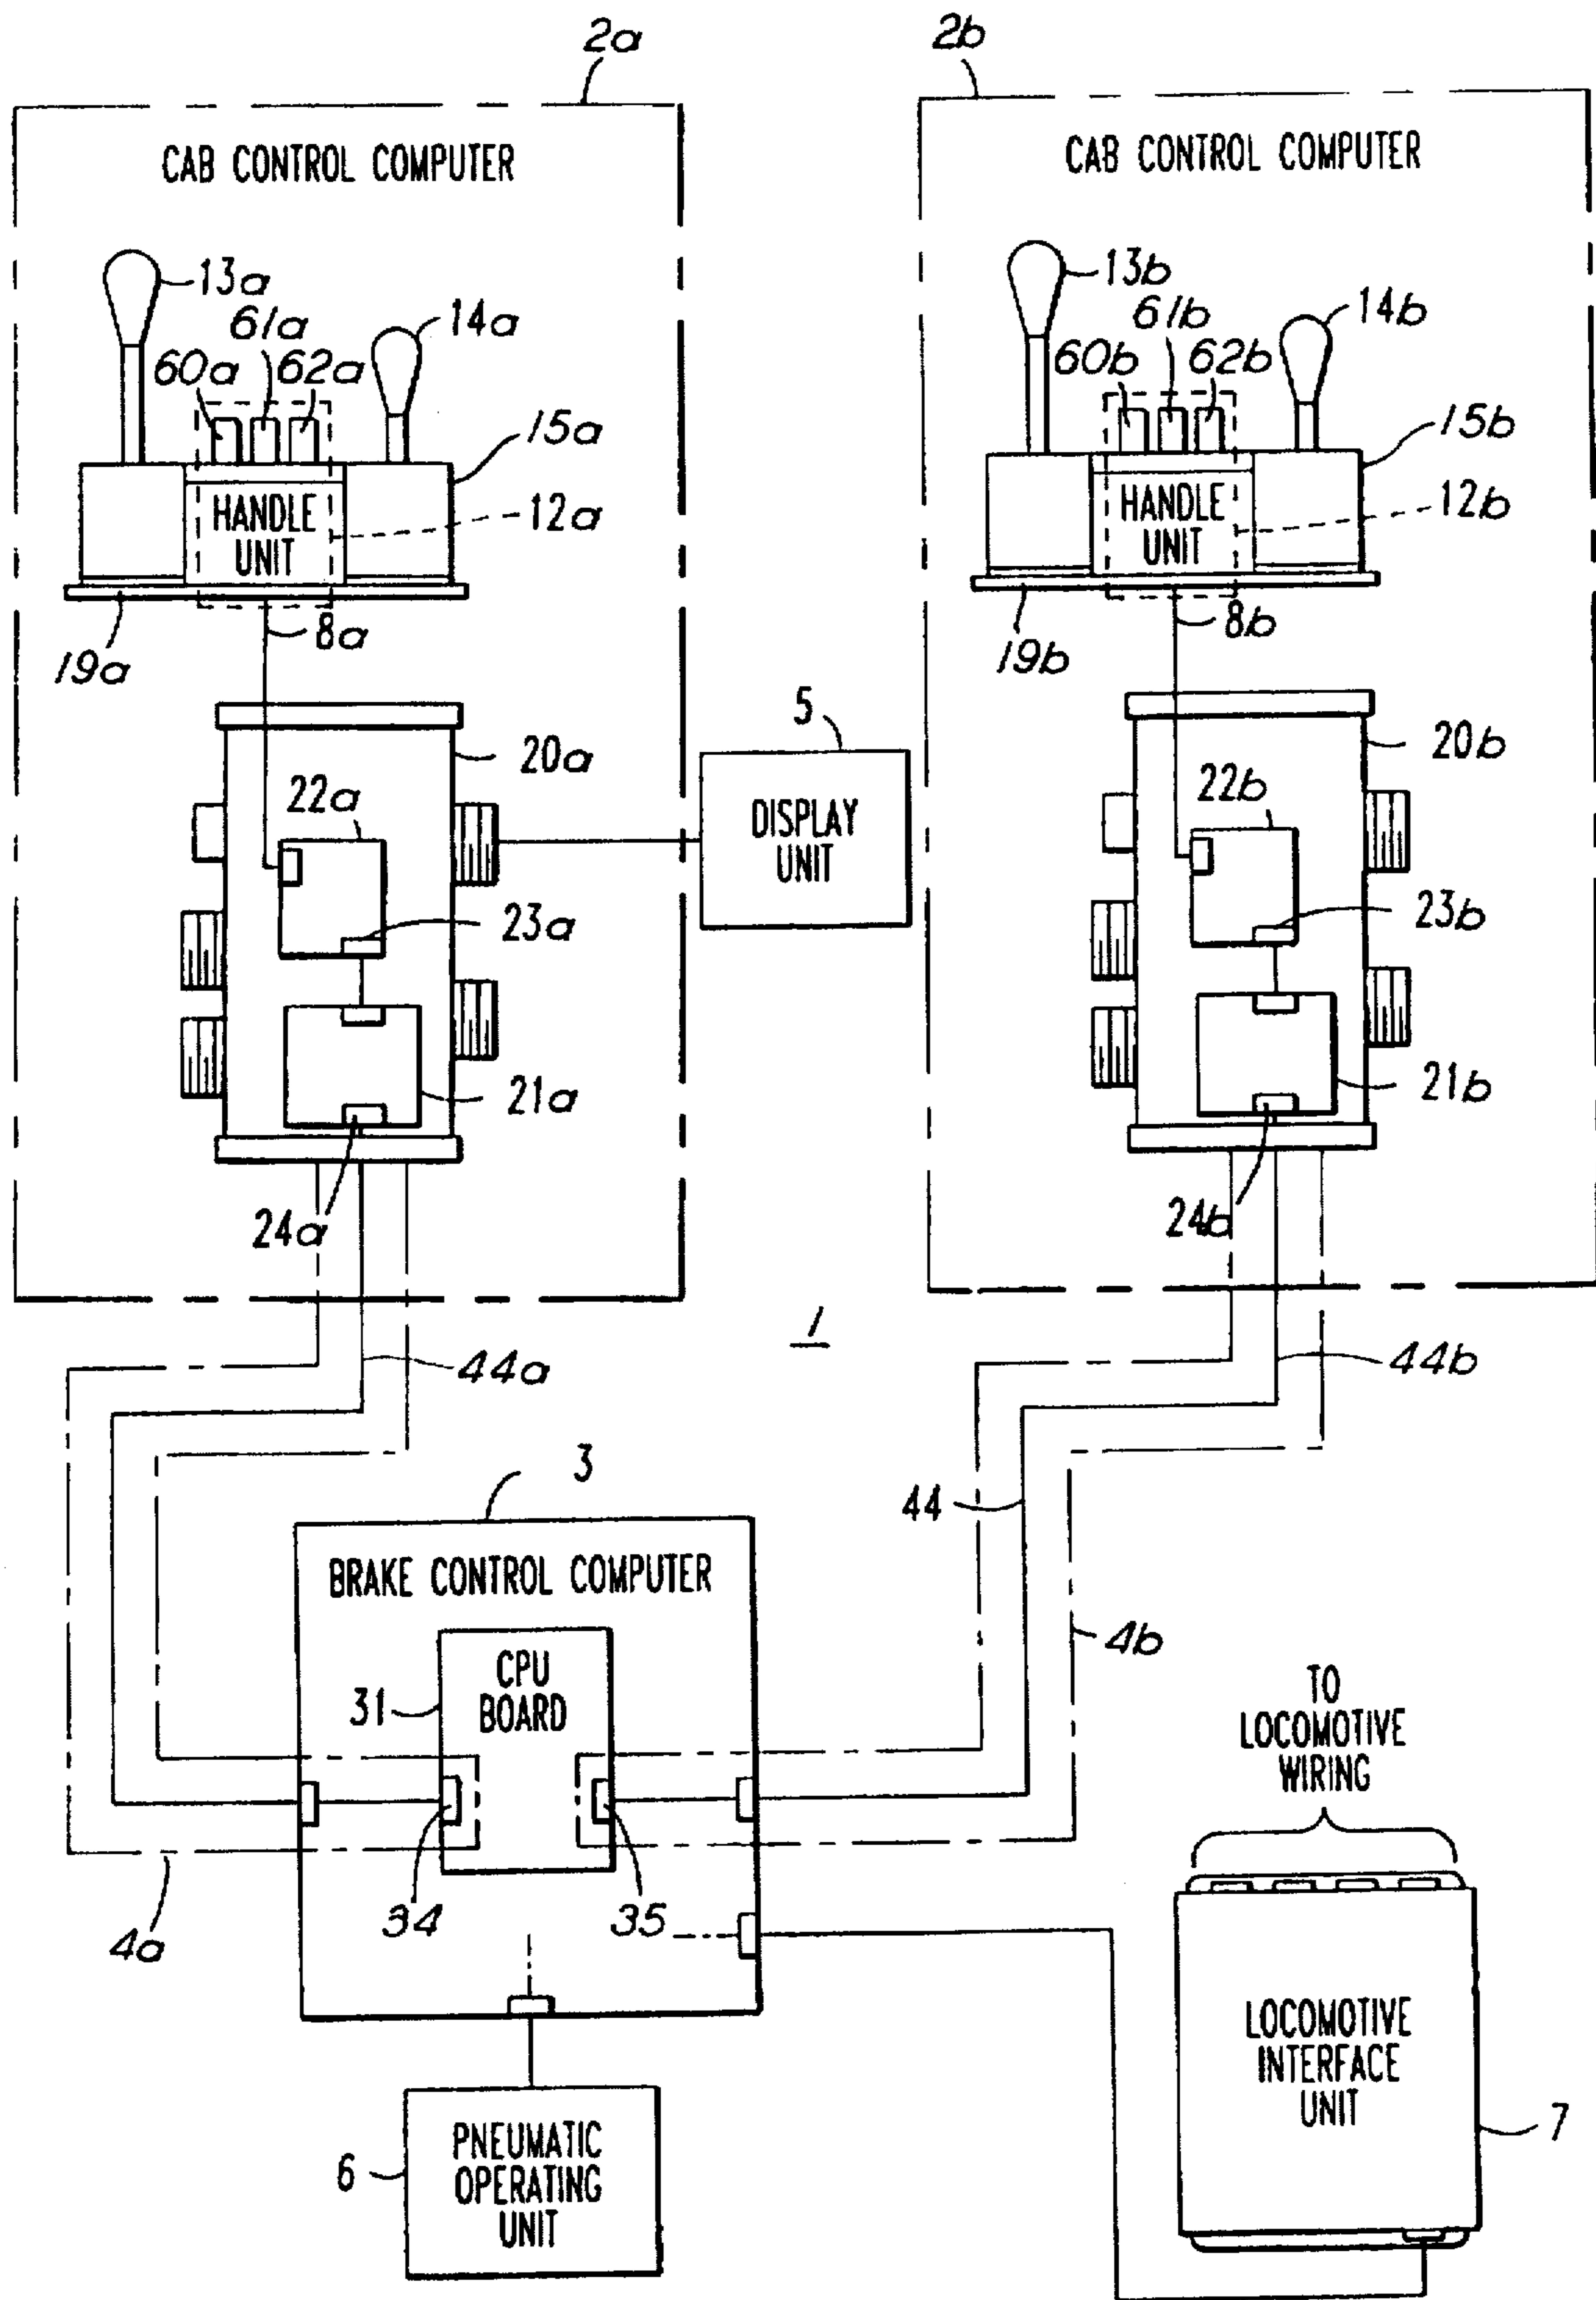 2a
2b
CAB CONTROL COMPUTER
CAB CONTROL COMPUTER
13a
61a
14a
60a
62a
15a
HANDLE
UNIT
12a
8a
19a
13b
61b
14b
60b
62b
15b
HANDLE
UNIT
12b
8b
19b
5
DISPLAY
UNIT
20a
22a
23a
21a
24a
20b
22b
23b
21b
24b
1
44a
44b
3
44
BRAKE CONTROL COMPUTER
CPU
BOARD
31
4b
34
35
4a
TO
LOCOMOTIVE
WIRING
LOCOMOTIVE
INTERFACE
UNIT
7
PNEUMATIC
OPERATING
UNIT
6